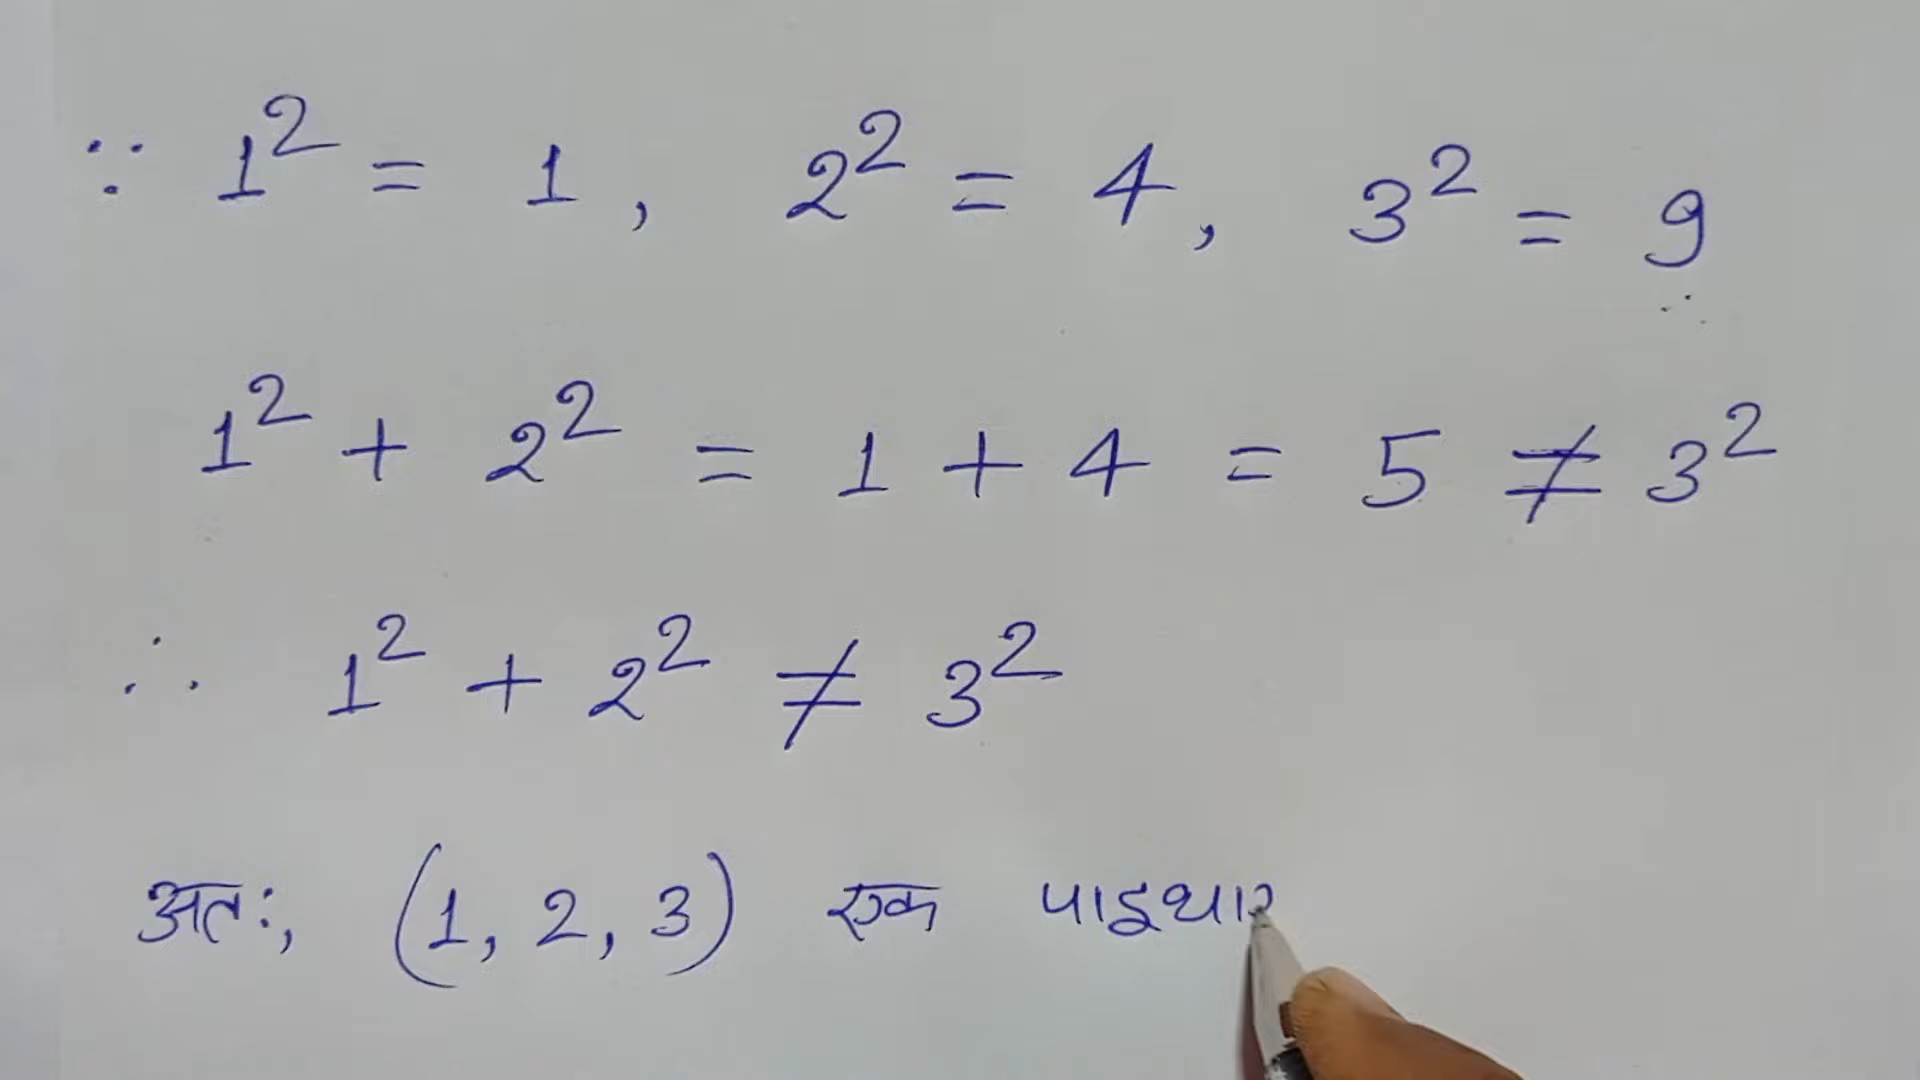 ∵ 1² = 1, 2² = 4, 3² = 9
1² + 2² = 1 + 4 = 5 ≠ 3²
∴ 1² + 2² ≠ 3²
अतः, (1, 2, 3) एक